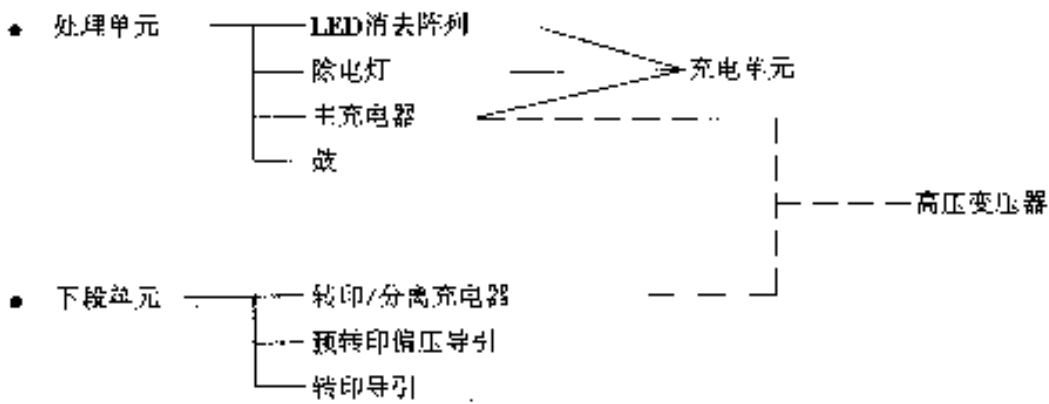 ● 处理单元 LED消去阵列
除电灯 充电单元
主充电器
鼓
高压变压器
● 下段单元 转印/分离充电器
预转印偏压导引
转印导引